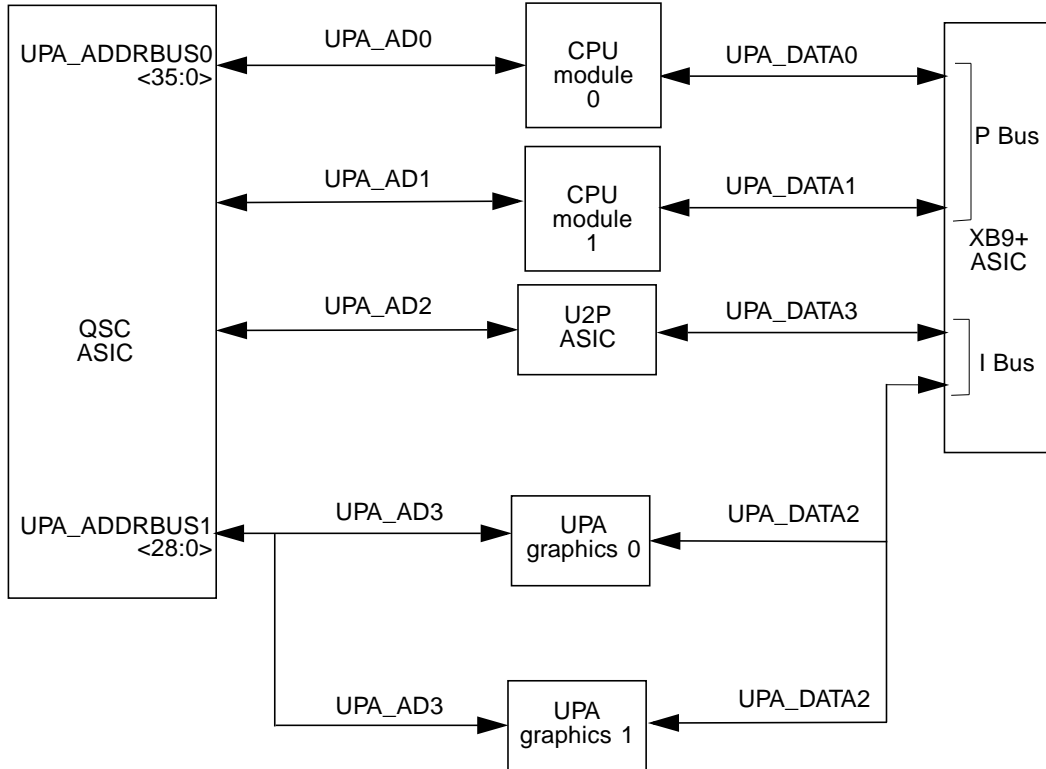 UPA_ADDRBUS0
<35:0>
UPA_AD0
CPU
module
0
UPA_DATA0
P Bus
UPA_AD1
CPU
module
1
UPA_DATA1
XB9+
ASIC
QSC
ASIC
UPA_AD2
U2P
ASIC
UPA_DATA3
I Bus
UPA_ADDRBUS1
<28:0>
UPA_AD3
UPA
graphics 0
UPA_DATA2
UPA_AD3
UPA
graphics 1
UPA_DATA2